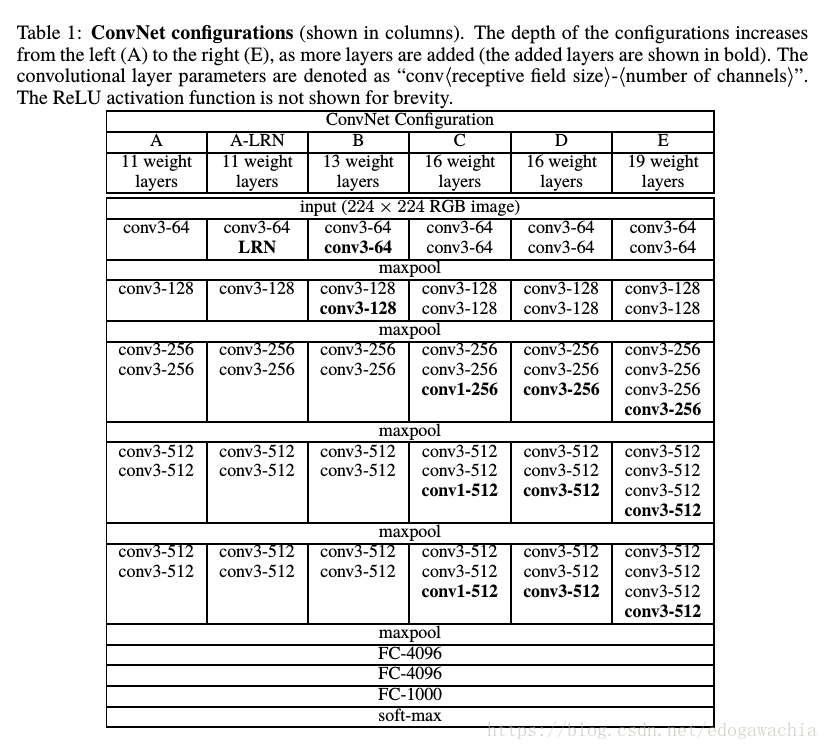 Table 1: ConvNet configurations (shown in columns). The depth of the configurations increases
from the left (A) to the right (E), as more layers are added (the added layers are shown in bold). The
convolutional layer parameters are denoted as “conv⟨receptive field size⟩-⟨number of channels⟩”.
The ReLU activation function is not shown for brevity.
ConvNet Configuration
A A-LRN B C D E
11 weight 11 weight 13 weight 16 weight 16 weight 19 weight
layers layers layers layers layers layers
input (224 × 224 RGB image)
conv3-64 conv3-64 conv3-64 conv3-64 conv3-64 conv3-64
LRN conv3-64 conv3-64 conv3-64 conv3-64
maxpool
conv3-128 conv3-128 conv3-128 conv3-128 conv3-128 conv3-128
conv3-128 conv3-128 conv3-128 conv3-128
maxpool
conv3-256 conv3-256 conv3-256 conv3-256 conv3-256 conv3-256
conv3-256 conv3-256 conv3-256 conv3-256 conv3-256 conv3-256
conv1-256 conv3-256 conv3-256
conv3-256
maxpool
conv3-512 conv3-512 conv3-512 conv3-512 conv3-512 conv3-512
conv3-512 conv3-512 conv3-512 conv3-512 conv3-512 conv3-512
conv1-512 conv3-512 conv3-512
conv3-512
maxpool
conv3-512 conv3-512 conv3-512 conv3-512 conv3-512 conv3-512
conv3-512 conv3-512 conv3-512 conv3-512 conv3-512 conv3-512
conv1-512 conv3-512 conv3-512
conv3-512
maxpool
FC-4096
FC-4096
FC-1000
soft-max
https://blog.csdn.net/edogawachia